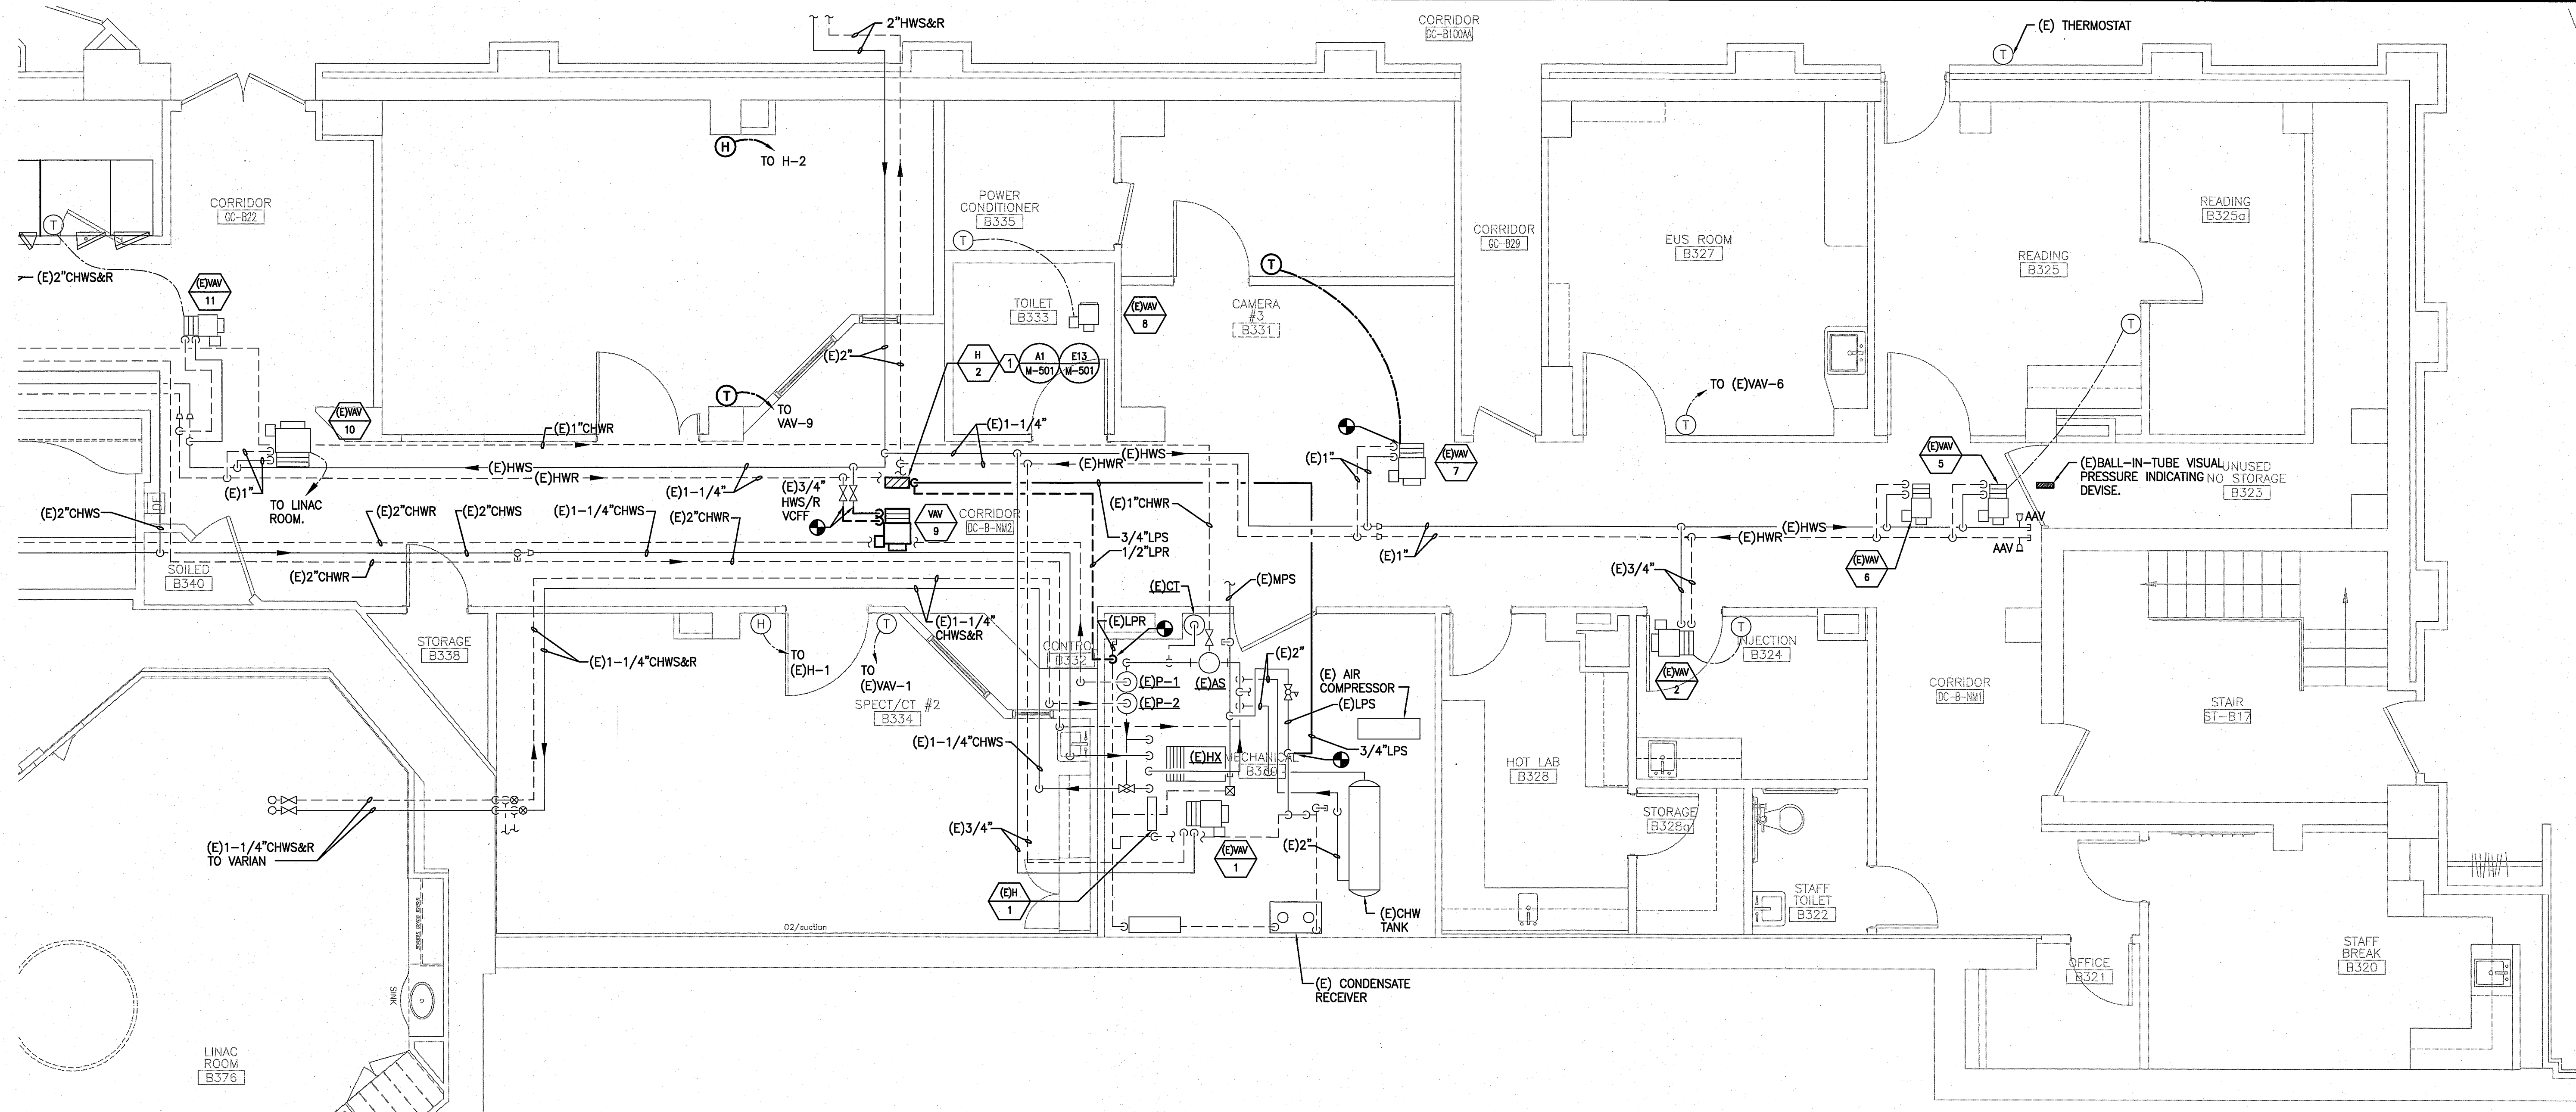 2"HWS&R
CORRIDOR
GC-B100AA
(E) THERMOSTAT
H
TO H-2
T
CORRIDOR
GC-B22
T
POWER
CONDITIONER
B335
T
CORRIDOR
GC-B29
EUS ROOM
B327
READING
B325
READING
B325a
(E)2"CHWS&R
(E)VAV
11
TOILET
B333
(E)VAV
8
CAMERA
#3
B331
T
T
(E)2"
H
2
1
A1
M-501
E13
M-501
T
TO
VAV-9
TO (E)VAV-6
T
(E)VAV
10
(E)1"CHWR
(E)1-1/4"
(E)HWS
(E)HWR
(E)HWS
(E)HWR
(E)1"
(E)VAV
7
(E)VAV
5
(E)BALL-IN-TUBE VISUAL
PRESSURE INDICATING
DEVISE.
UNUSED
NO STORAGE
B323
(E)1"
TO LINAC
ROOM.
(E)1-1/4"
(E)3/4"
HWS/R
VCFF
VAV
9
CORRIDOR
DC-B-NM2
(E)1"CHWR
3/4"LPS
1/2"LPR
DF
(E)2"CHWS
(E)2"CHWR
(E)2"CHWS
(E)1-1/4"CHWS
(E)2"CHWR
(E)2"CHWR
(E)1"
(E)HWS
(E)HWR
AAV
AAV
(E)VAV
6
(E)3/4"
SOILED
B340
(E)CT
(E)MPS
STORAGE
B338
(E)1-1/4"CHWS&R
H
TO
(E)H-1
T
TO
(E)VAV-1
(E)1-1/4"
CHWS&R
CONTROL
B332
(E)LPR
(E)P-1
(E)P-2
(E)AS
(E)2"
(E) AIR
COMPRESSOR
(E)LPS
3/4"LPS
T
INJECTION
B324
(E)VAV
2
CORRIDOR
DC-B-NM1
STAIR
ST-B17
SPECT/CT #2
B334
(E)1-1/4"CHWS
(E)HX
MECHANICAL
HOT LAB
B328
STORAGE
B328a
(E)1-1/4"CHWS&R
TO VARIAN
(E)3/4"
(E)VAV
1
(E)2"
(E)H
1
(E)CHW
TANK
STAFF
TOILET
B322
02/suction
(E) CONDENSATE
RECEIVER
STAFF
BREAK
B320
OFFICE
B321
SINK
LINAC
ROOM
B376